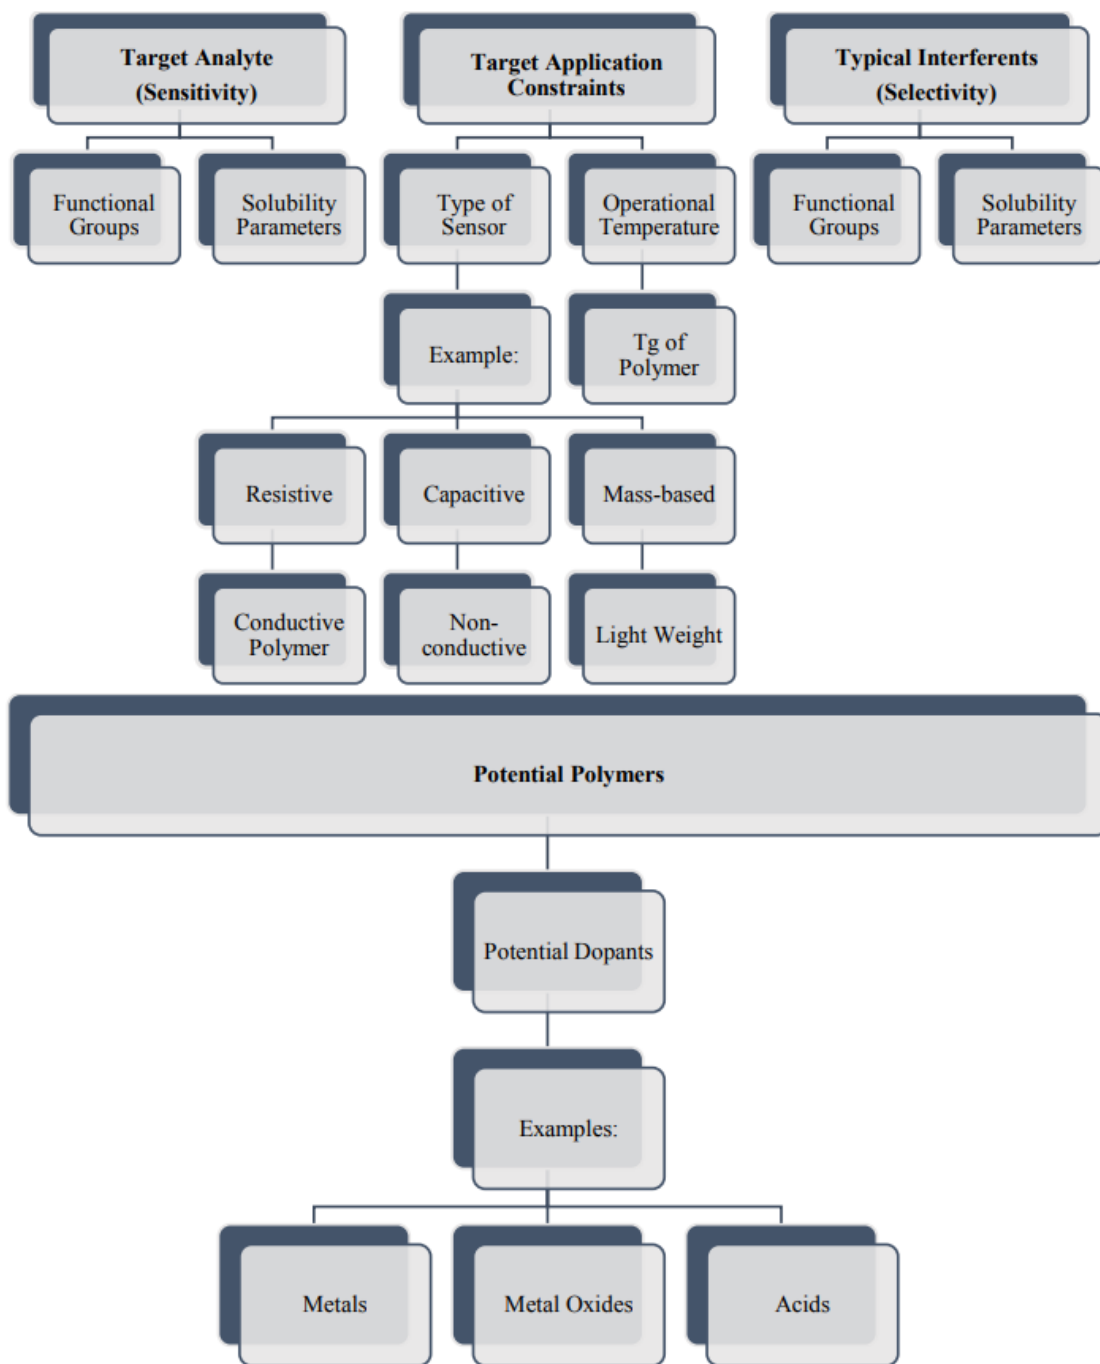 Target Analyte
(Sensitivity)
Target Application
Constraints
Typical Interferents
(Selectivity)
Functional
Groups
Solubility
Parameters
Type of
Sensor
Operational
Temperature
Functional
Groups
Solubility
Parameters
Example:
Tg of
Polymer
Resistive
Capacitive
Mass-based
Conductive
Polymer
Non-
conductive
Light Weight
Potential Polymers
Potential Dopants
Examples:
Metals
Metal Oxides
Acids